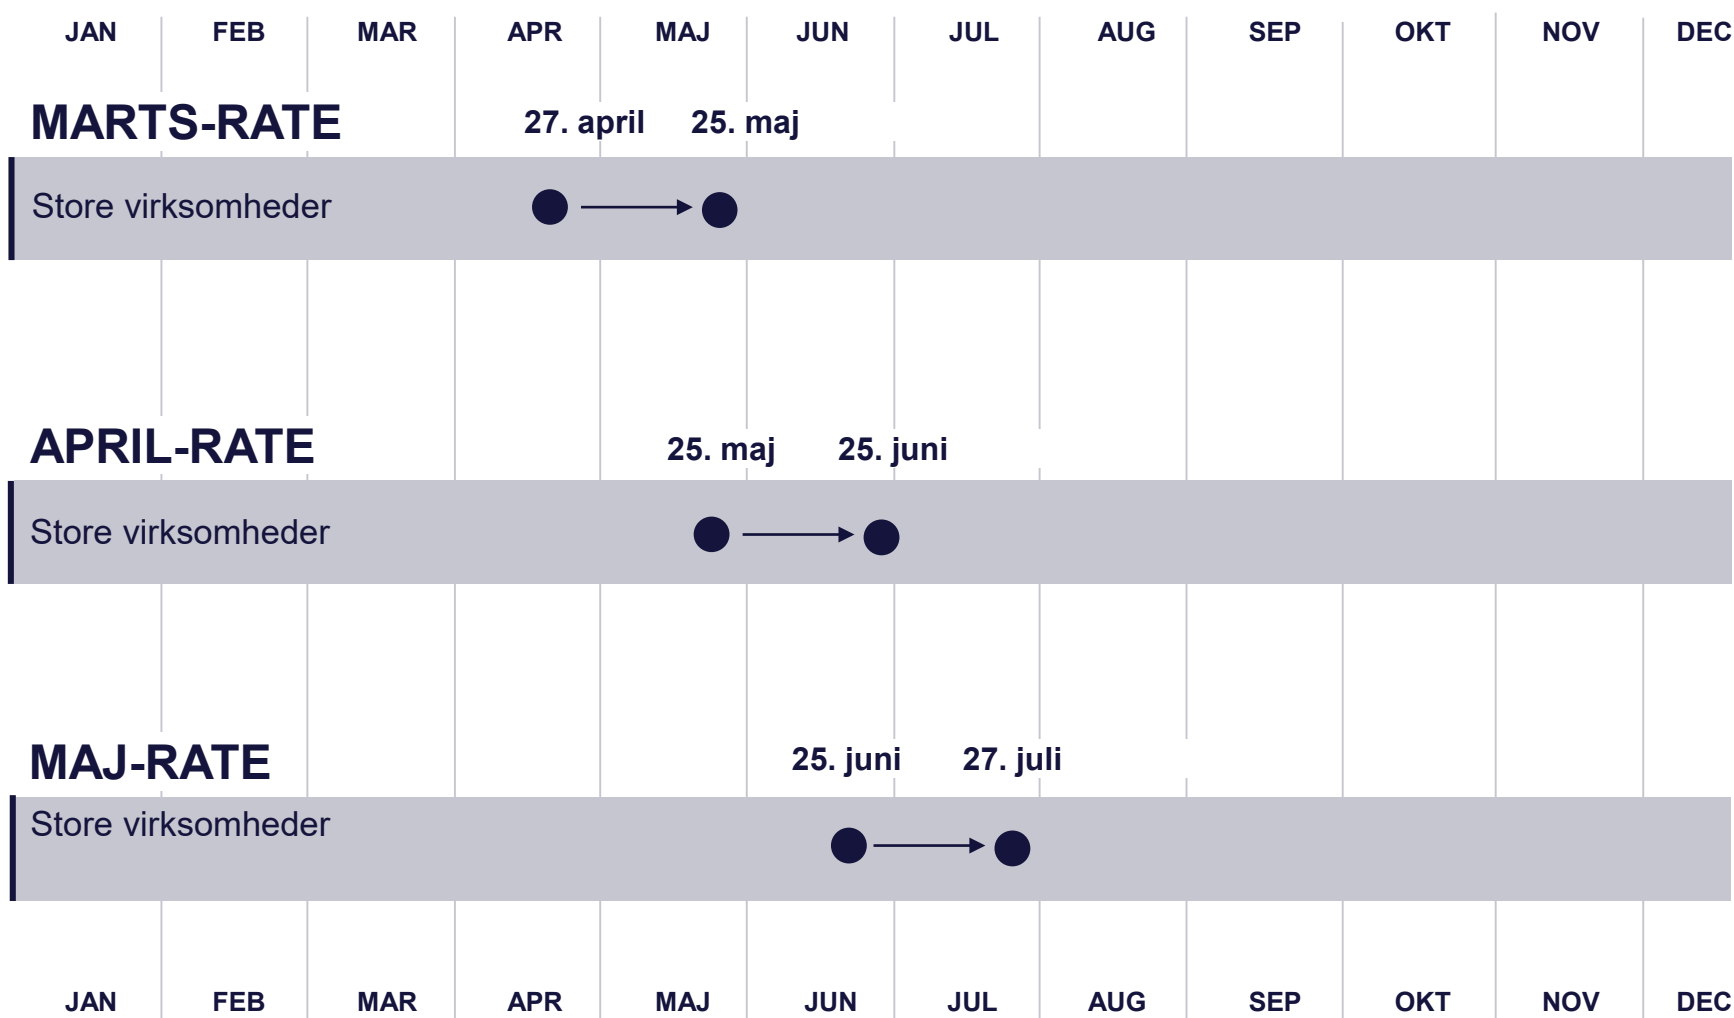 JAN FEB MAR APR MAJ JUN JUL AUG SEP OKT NOV DEC
MARTS-RATE 27. april 25. maj
Store virksomheder
APRIL-RATE 25. maj 25. juni
Store virksomheder
MAJ-RATE 25. juni 27. juli
Store virksomheder
JAN FEB MAR APR MAJ JUN JUL AUG SEP OKT NOV DEC